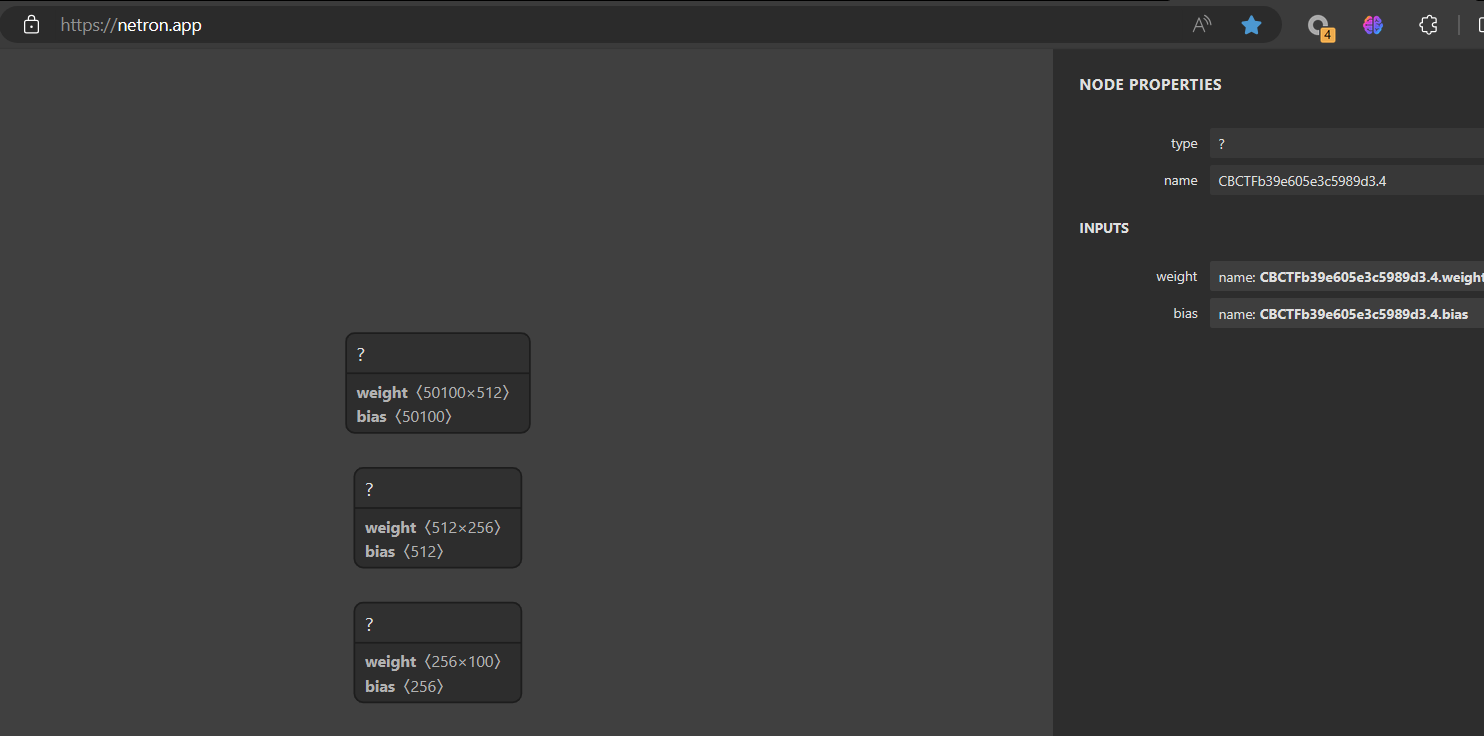 https://netron.app
4
NODE PROPERTIES
type ?
name CBCTFb39e605e3c5989d3.4
INPUTS
weight name: CBCTFb39e605e3c5989d3.4.weight
bias name: CBCTFb39e605e3c5989d3.4.bias
?
weight〈50100×512〉
bias〈50100〉
?
weight〈512×256〉
bias〈512〉
?
weight〈256×100〉
bias〈256〉